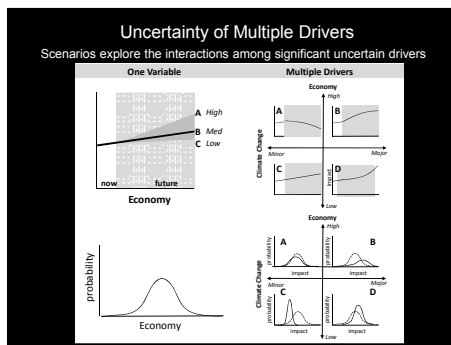 Uncertainty of Multiple Drivers
Scenarios explore the interactions among significant uncertain drivers
One Variable
Multiple Drivers
A High
B Med
C Low
now future
Economy
probability
Economy
Economy
High
Climate Change
Minor
Major
A
B
C
D
impact
Low
Economy
High
Climate Change
Minor
Major
A
B
C
D
probability
impact
probability
impact
probability
impact
probability
impact
Low